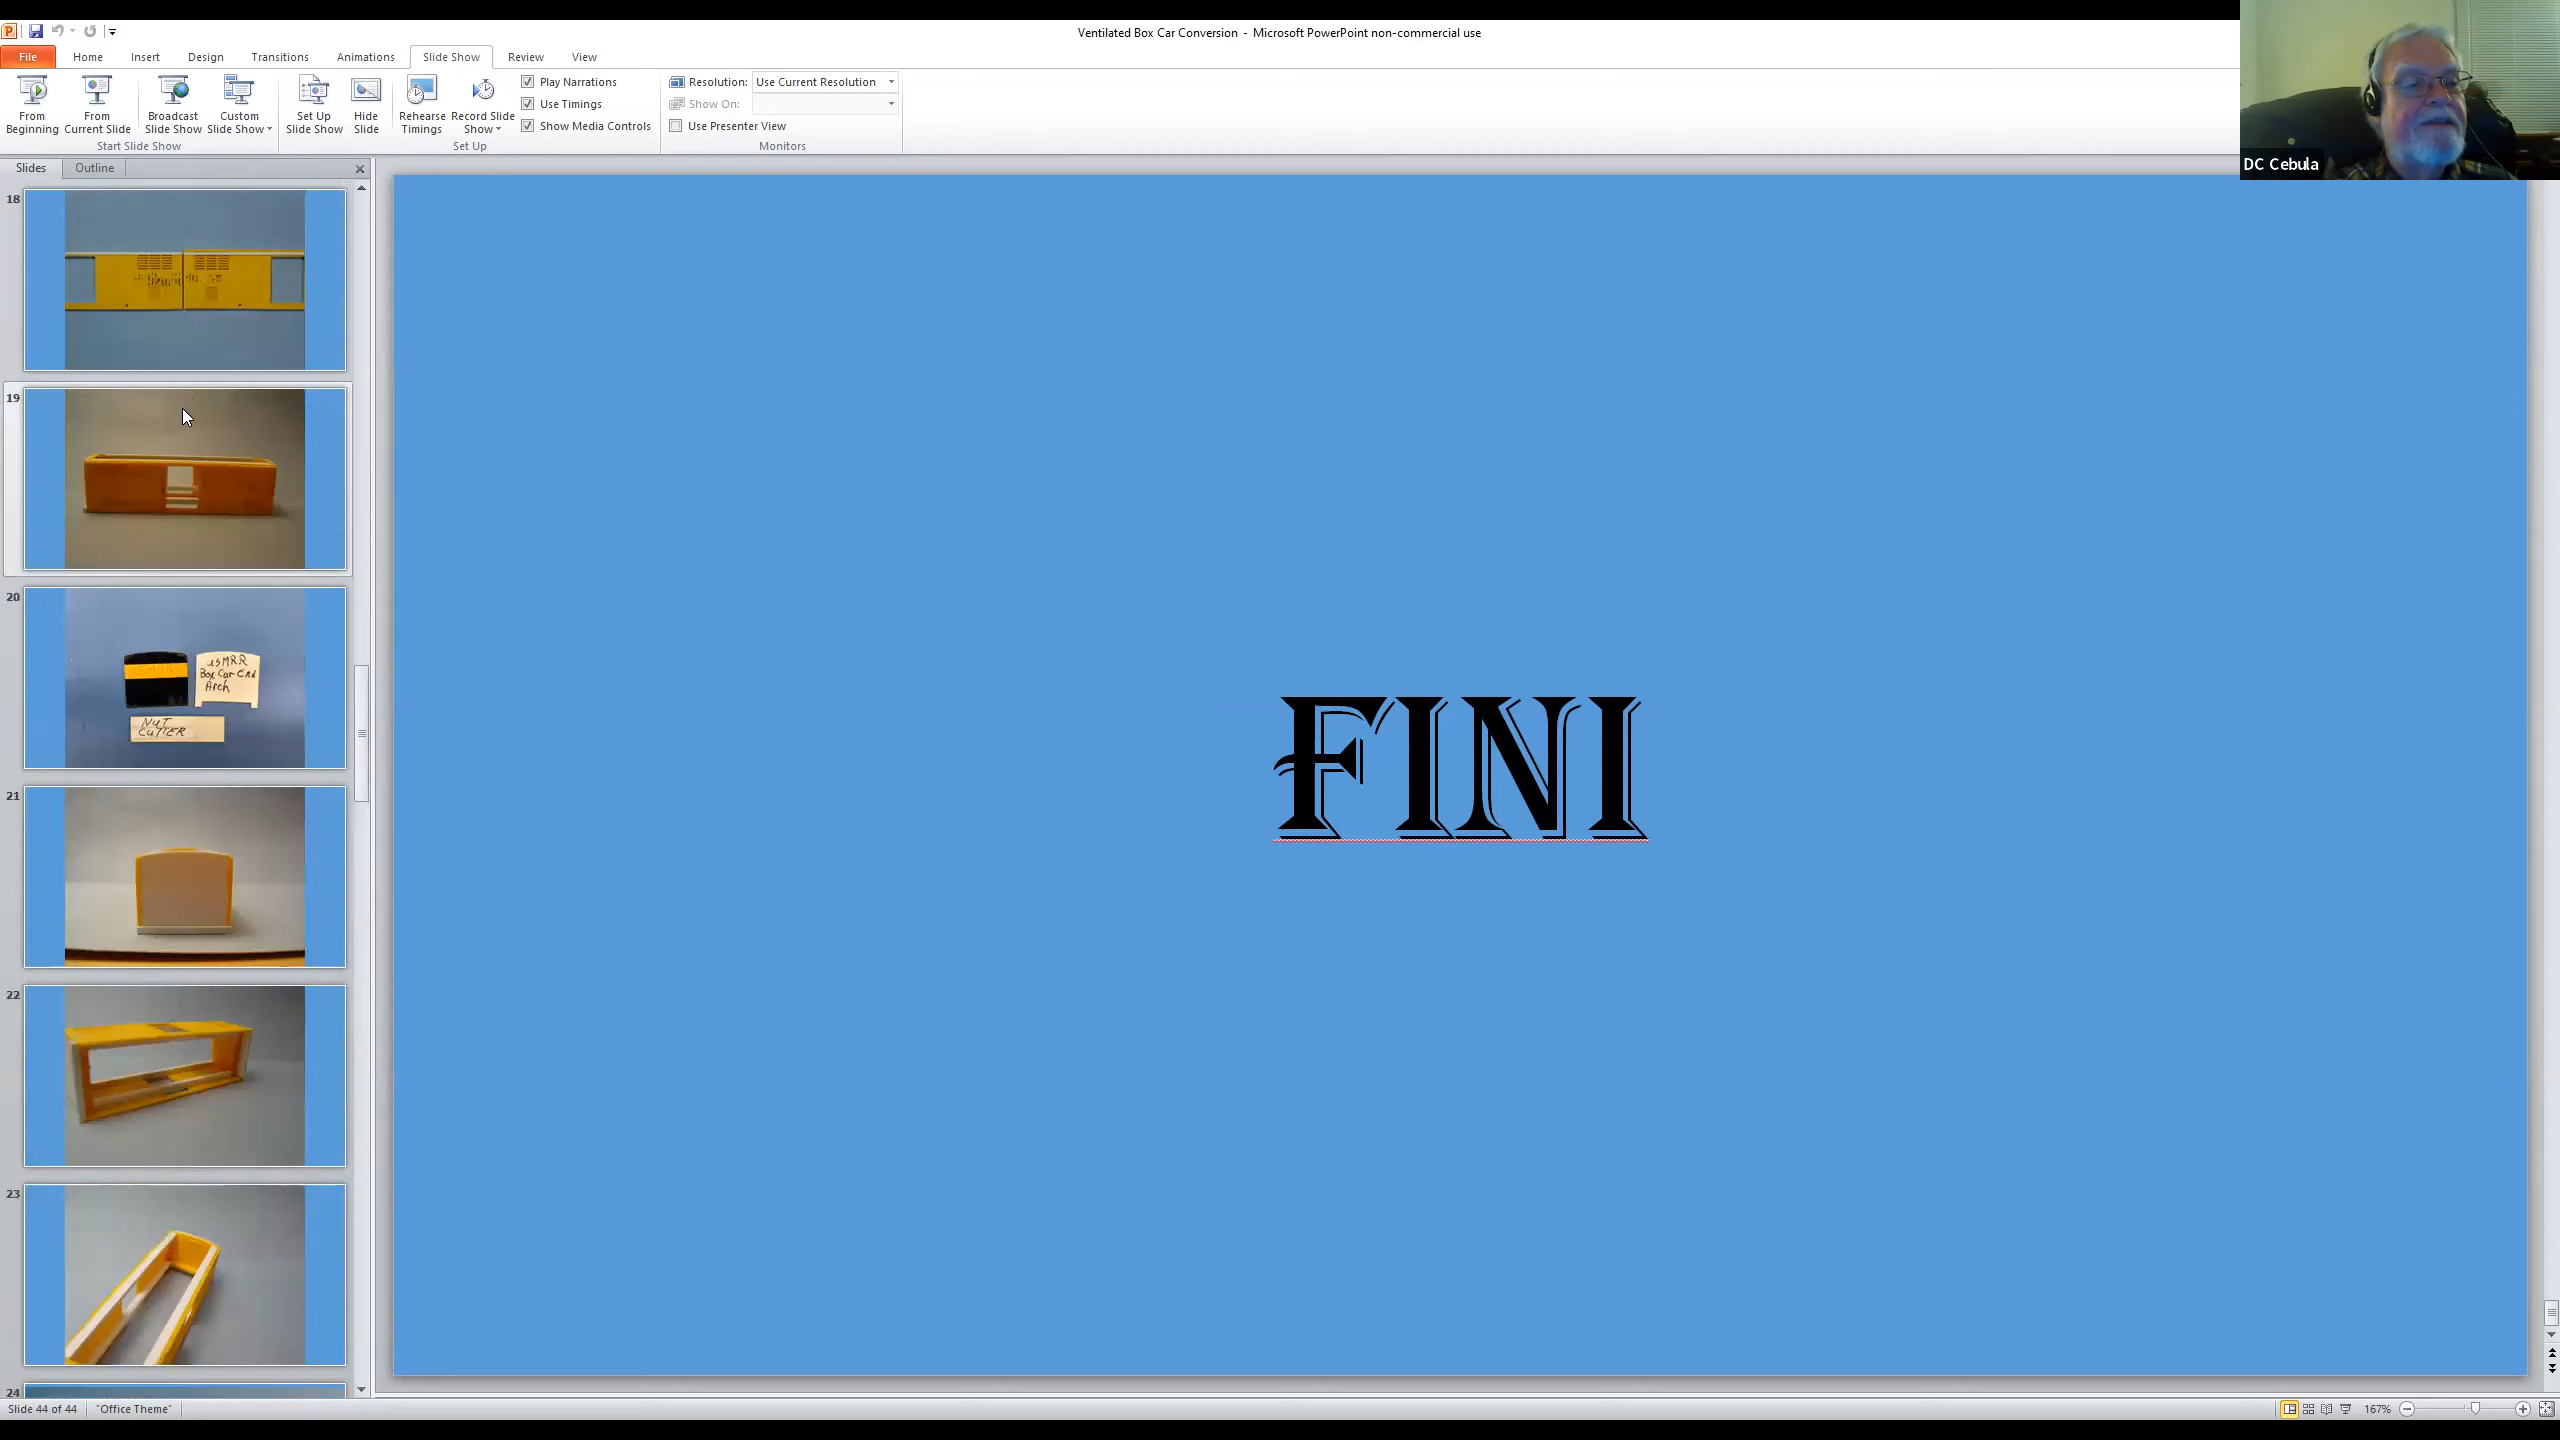 Ventilated Box Car Conversion - Microsoft PowerPoint non-commercial use
File Home Insert Design Transitions Animations Slide Show Review View
From Beginning
From Current Slide
Broadcast Slide Show
Custom Slide Show
Start Slide Show
Set Up Slide Show
Hide Slide
Rehearse Timings
Record Slide Show
Play Narrations
Use Timings
Show Media Controls
Set Up
Resolution: Use Current Resolution
Show On:
Use Presenter View
Monitors
DC Cebula
Slides Outline
18
19
20
USMRR
Box Car End
Arch
NUT
CUTTER
21
22
23
24
FINI
Slide 44 of 44 "Office Theme" 167%